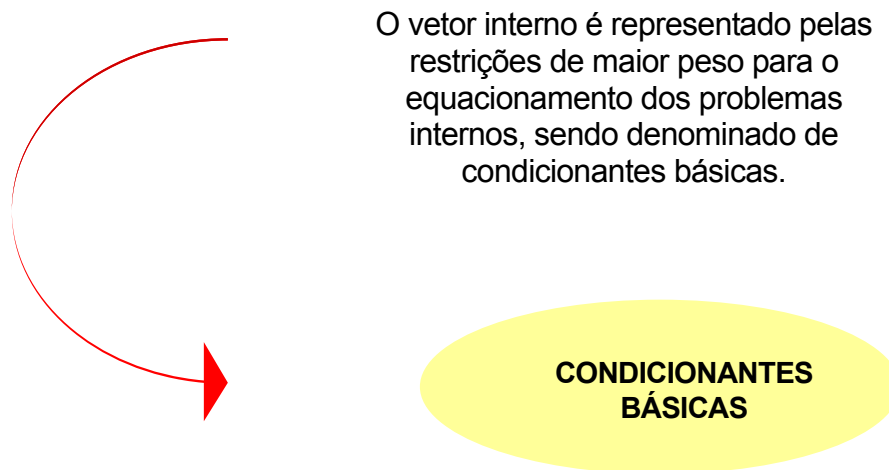 O vetor interno é representado pelas
restrições de maior peso para o
equacionamento dos problemas
internos, sendo denominado de
condicionantes básicas.
CONDICIONANTES
BÁSICAS